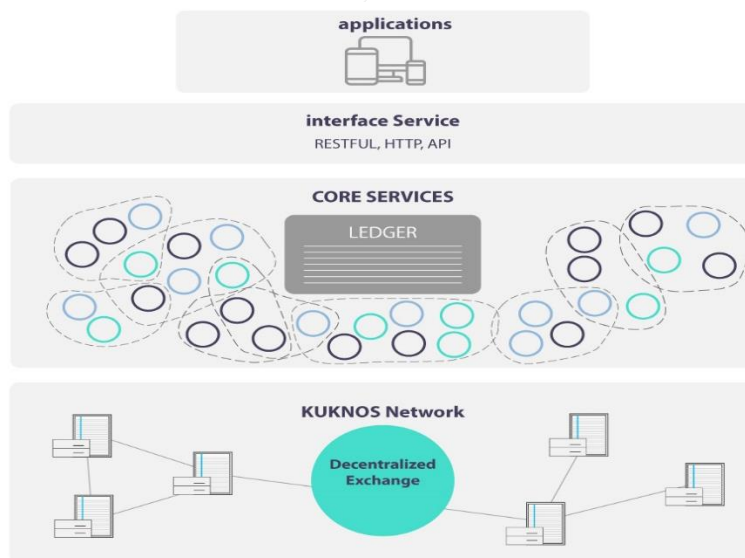 applications
interface Service
RESTFUL, HTTP, API
CORE SERVICES
LEDGER
KUKNOS Network
Decentralized
Exchange